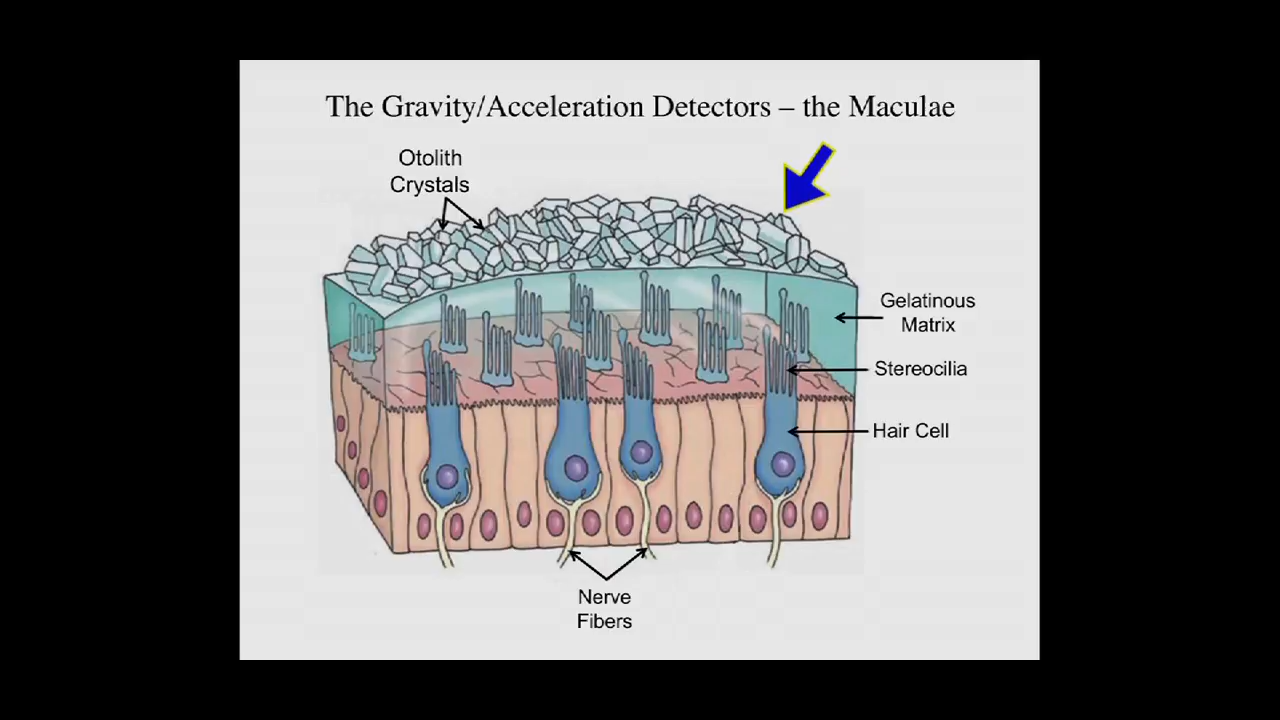 The Gravity/Acceleration Detectors – the Maculae
Otolith
Crystals
Gelatinous
Matrix
Stereocilia
Hair Cell
Nerve
Fibers